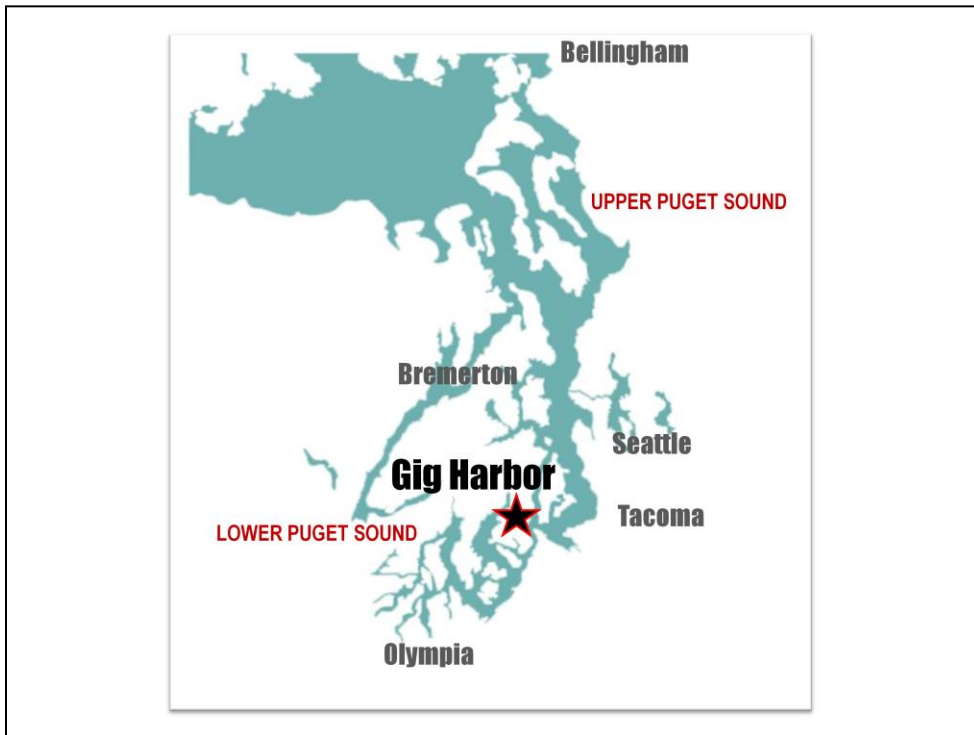 Bellingham
UPPER PUGET SOUND
Bremerton
Seattle
Gig Harbor
Tacoma
LOWER PUGET SOUND
Olympia